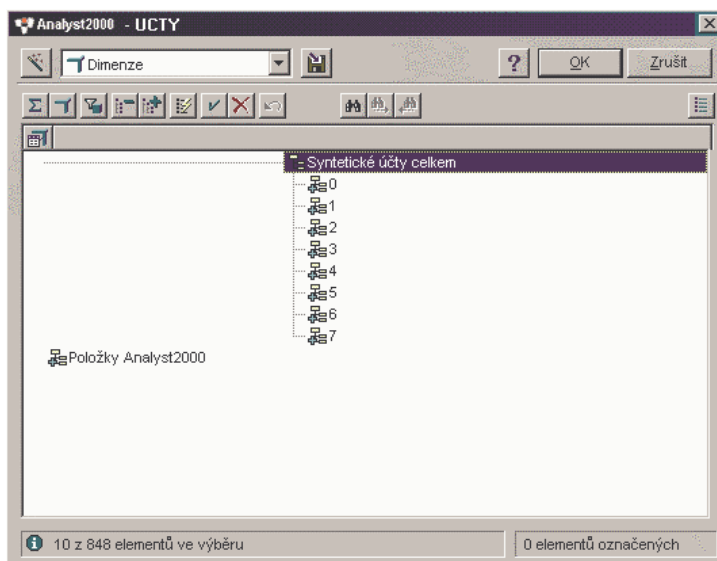 Analyst2000 - UCTY
Dimenze
?
OK
Zrušit
Σ
Syntetické účty celkem
0
1
2
3
4
5
6
7
Položky Analyst2000
10 z 848 elementů ve výběru
0 elementů označených